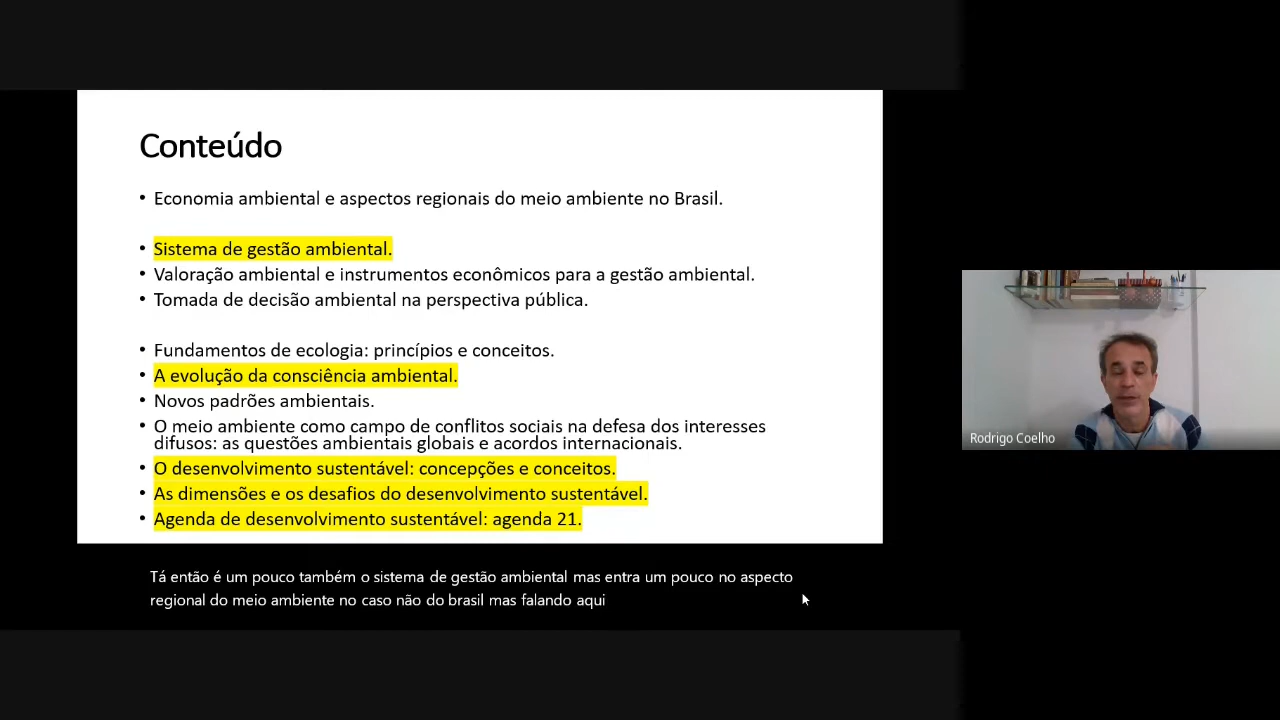 Conteúdo
• Economia ambiental e aspectos regionais do meio ambiente no Brasil.
• Sistema de gestão ambiental.
• Valoração ambiental e instrumentos econômicos para a gestão ambiental.
• Tomada de decisão ambiental na perspectiva pública.
• Fundamentos de ecologia: princípios e conceitos.
• A evolução da consciência ambiental.
• Novos padrões ambientais.
• O meio ambiente como campo de conflitos sociais na defesa dos interesses
difusos: as questões ambientais globais e acordos internacionais.
• O desenvolvimento sustentável: concepções e conceitos.
• As dimensões e os desafios do desenvolvimento sustentável.
• Agenda de desenvolvimento sustentável: agenda 21.
Tá então é um pouco também o sistema de gestão ambiental mas entra um pouco no aspecto
regional do meio ambiente no caso não do brasil mas falando aqui
Rodrigo Coelho